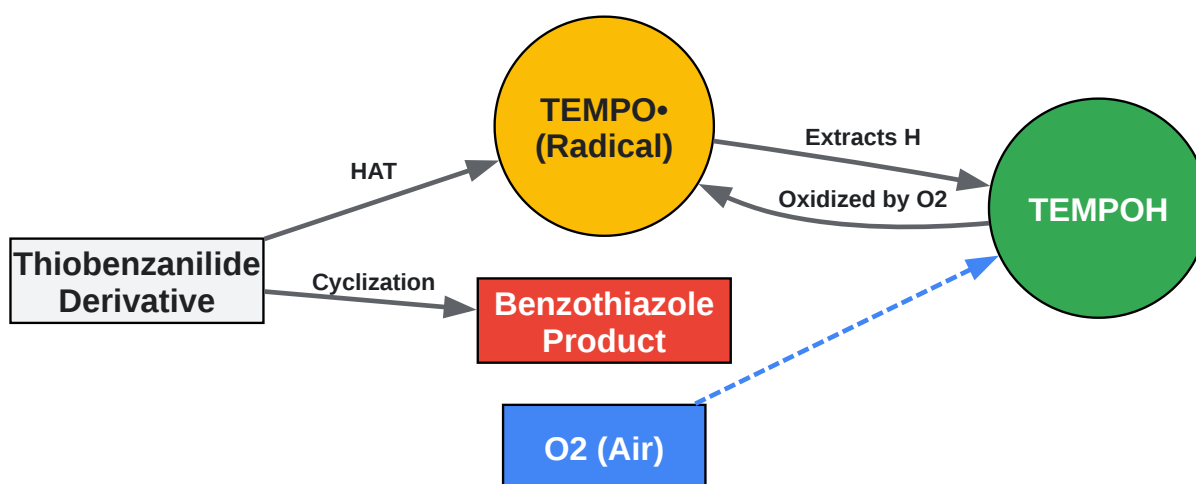 TEMPO•
(Radical)
Extracts H
HAT
Oxidized by O2
TEMPOH
Thiobenzanilide
Derivative
Cyclization
Benzothiazole
Product
O2 (Air)